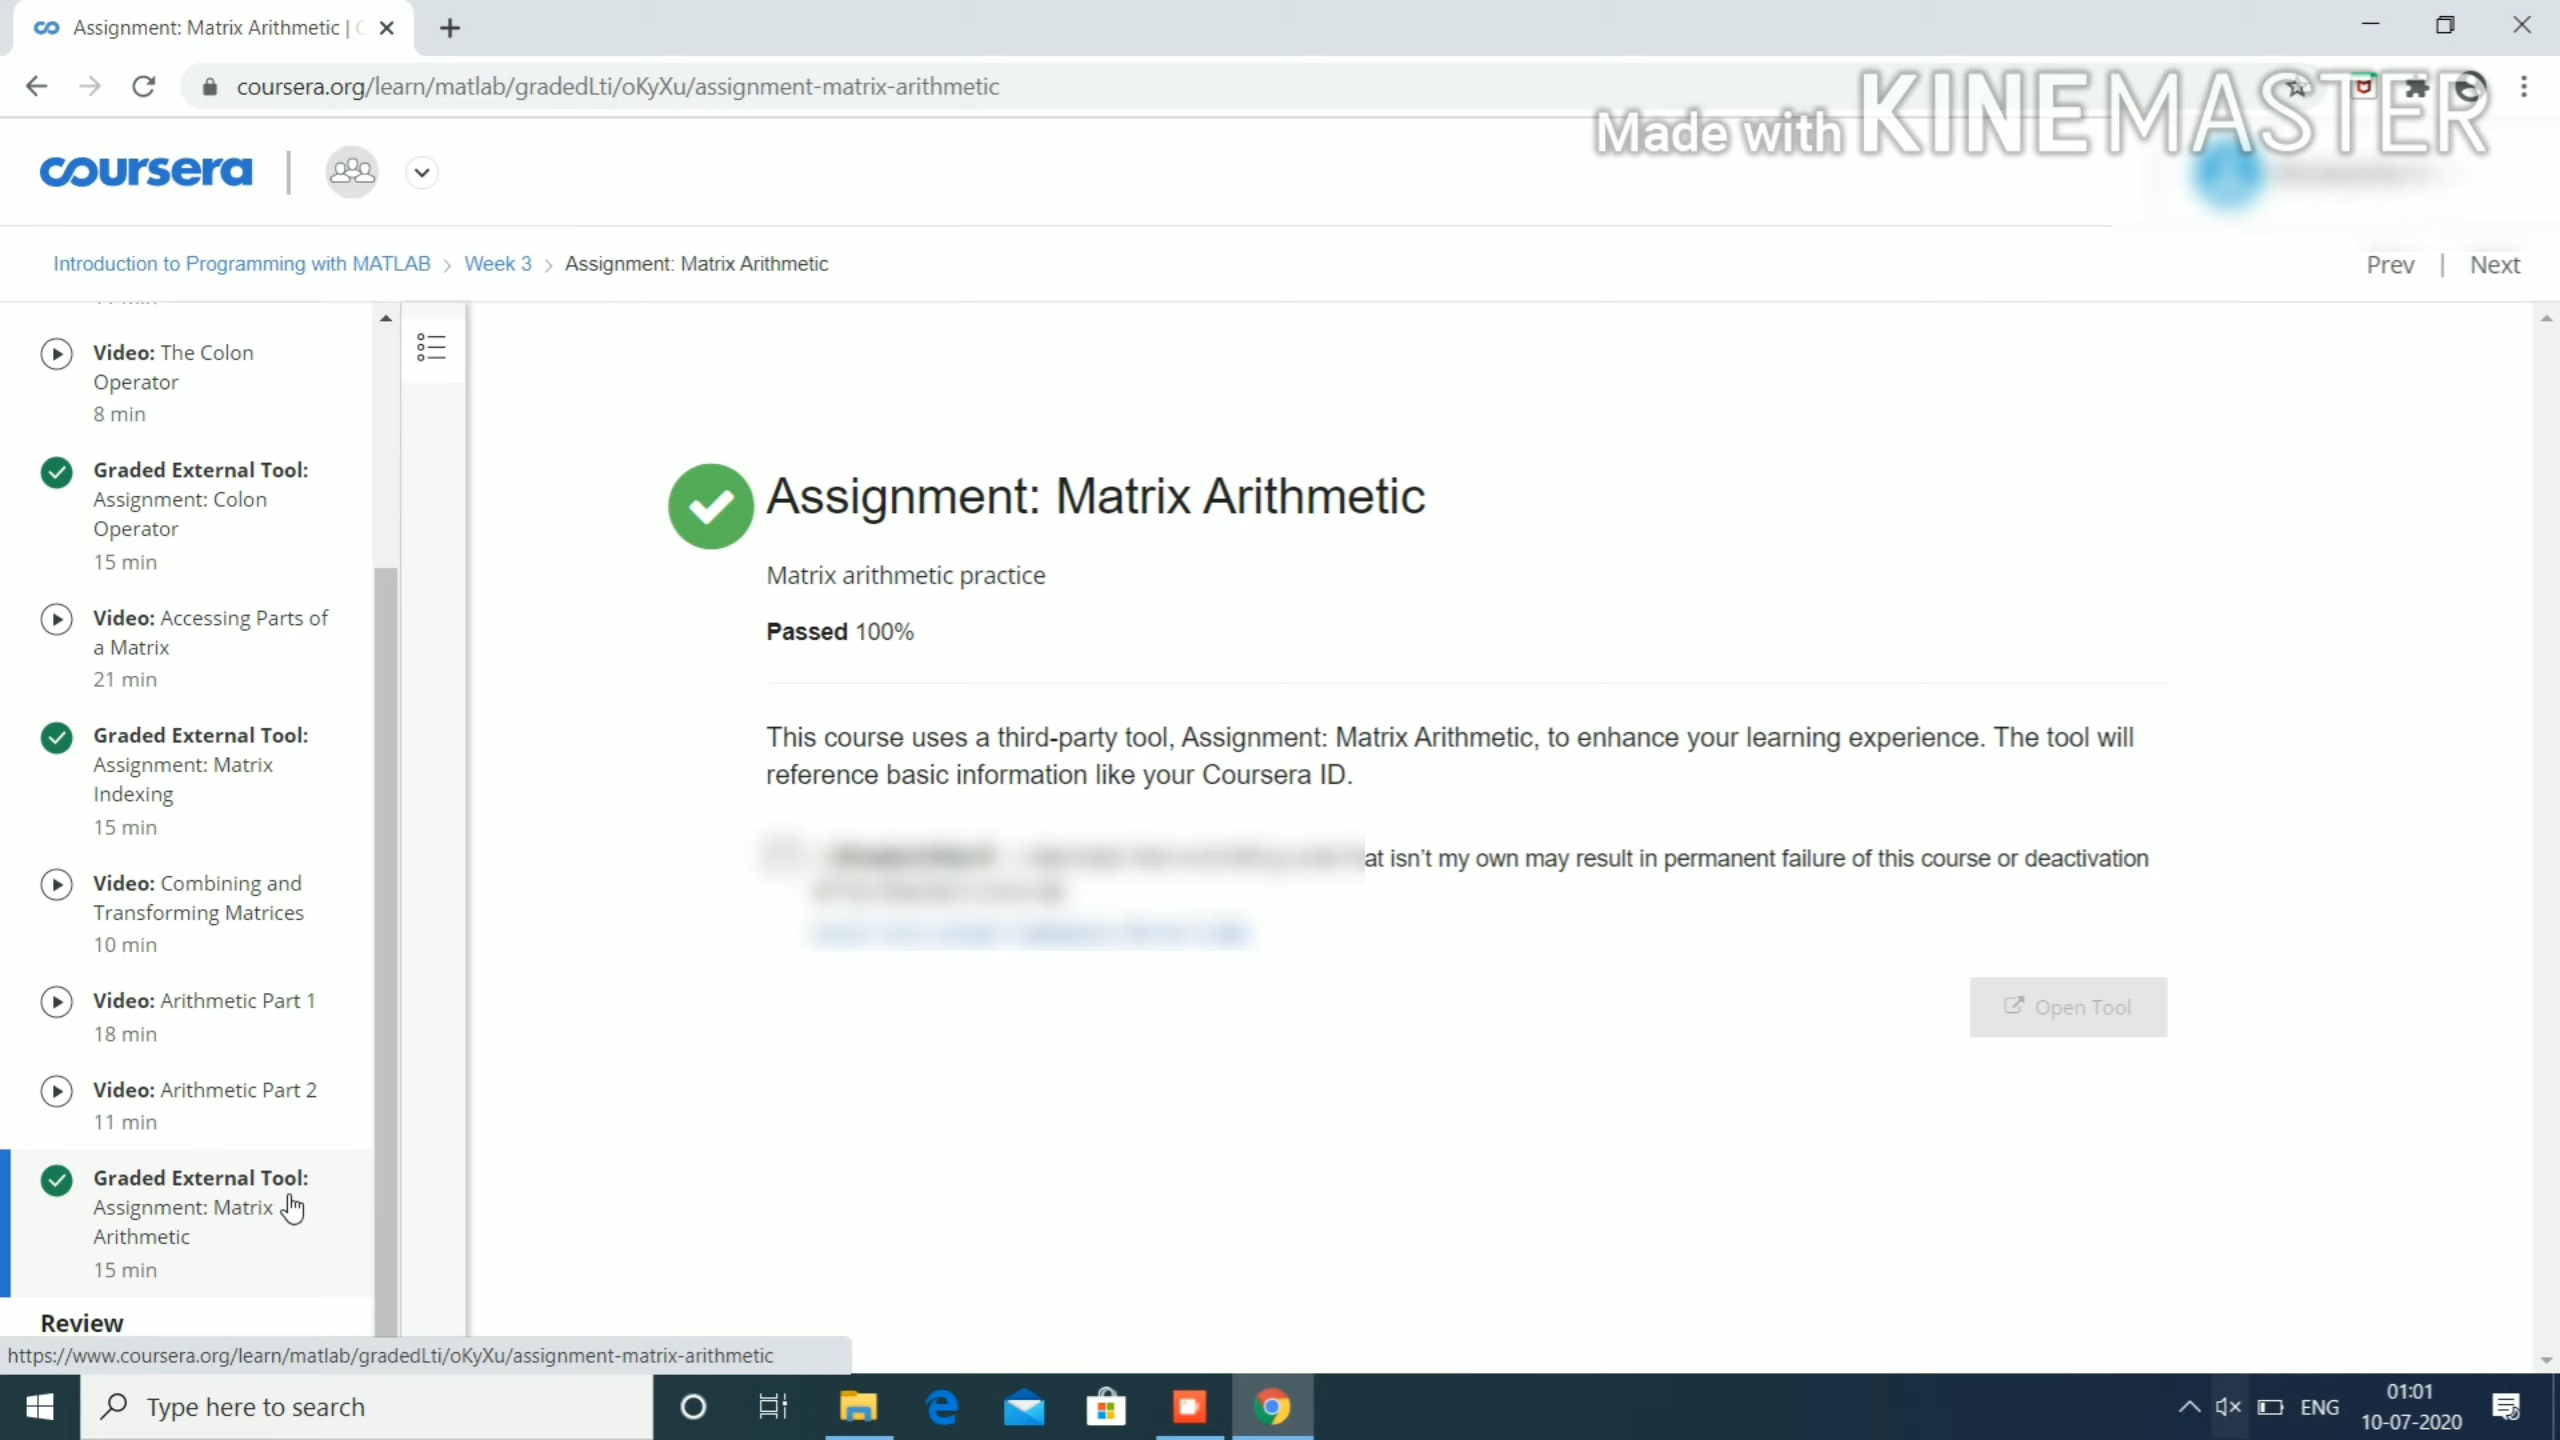 Assignment: Matrix Arithmetic |
coursera.org/learn/matlab/gradedLti/oKyXu/assignment-matrix-arithmetic
Made with KINEMASTER
coursera
Introduction to Programming with MATLAB > Week 3 > Assignment: Matrix Arithmetic
Prev | Next
Video: The Colon
Operator
8 min
Graded External Tool:
Assignment: Colon
Operator
15 min
Video: Accessing Parts of
a Matrix
21 min
Graded External Tool:
Assignment: Matrix
Indexing
15 min
Video: Combining and
Transforming Matrices
10 min
Video: Arithmetic Part 1
18 min
Video: Arithmetic Part 2
11 min
Graded External Tool:
Assignment: Matrix
Arithmetic
15 min
Review
Assignment: Matrix Arithmetic
Matrix arithmetic practice
Passed 100%
This course uses a third-party tool, Assignment: Matrix Arithmetic, to enhance your learning experience. The tool will
reference basic information like your Coursera ID.
at isn't my own may result in permanent failure of this course or deactivation
Open Tool
https://www.coursera.org/learn/matlab/gradedLti/oKyXu/assignment-matrix-arithmetic
Type here to search
ENG
01:01
10-07-2020